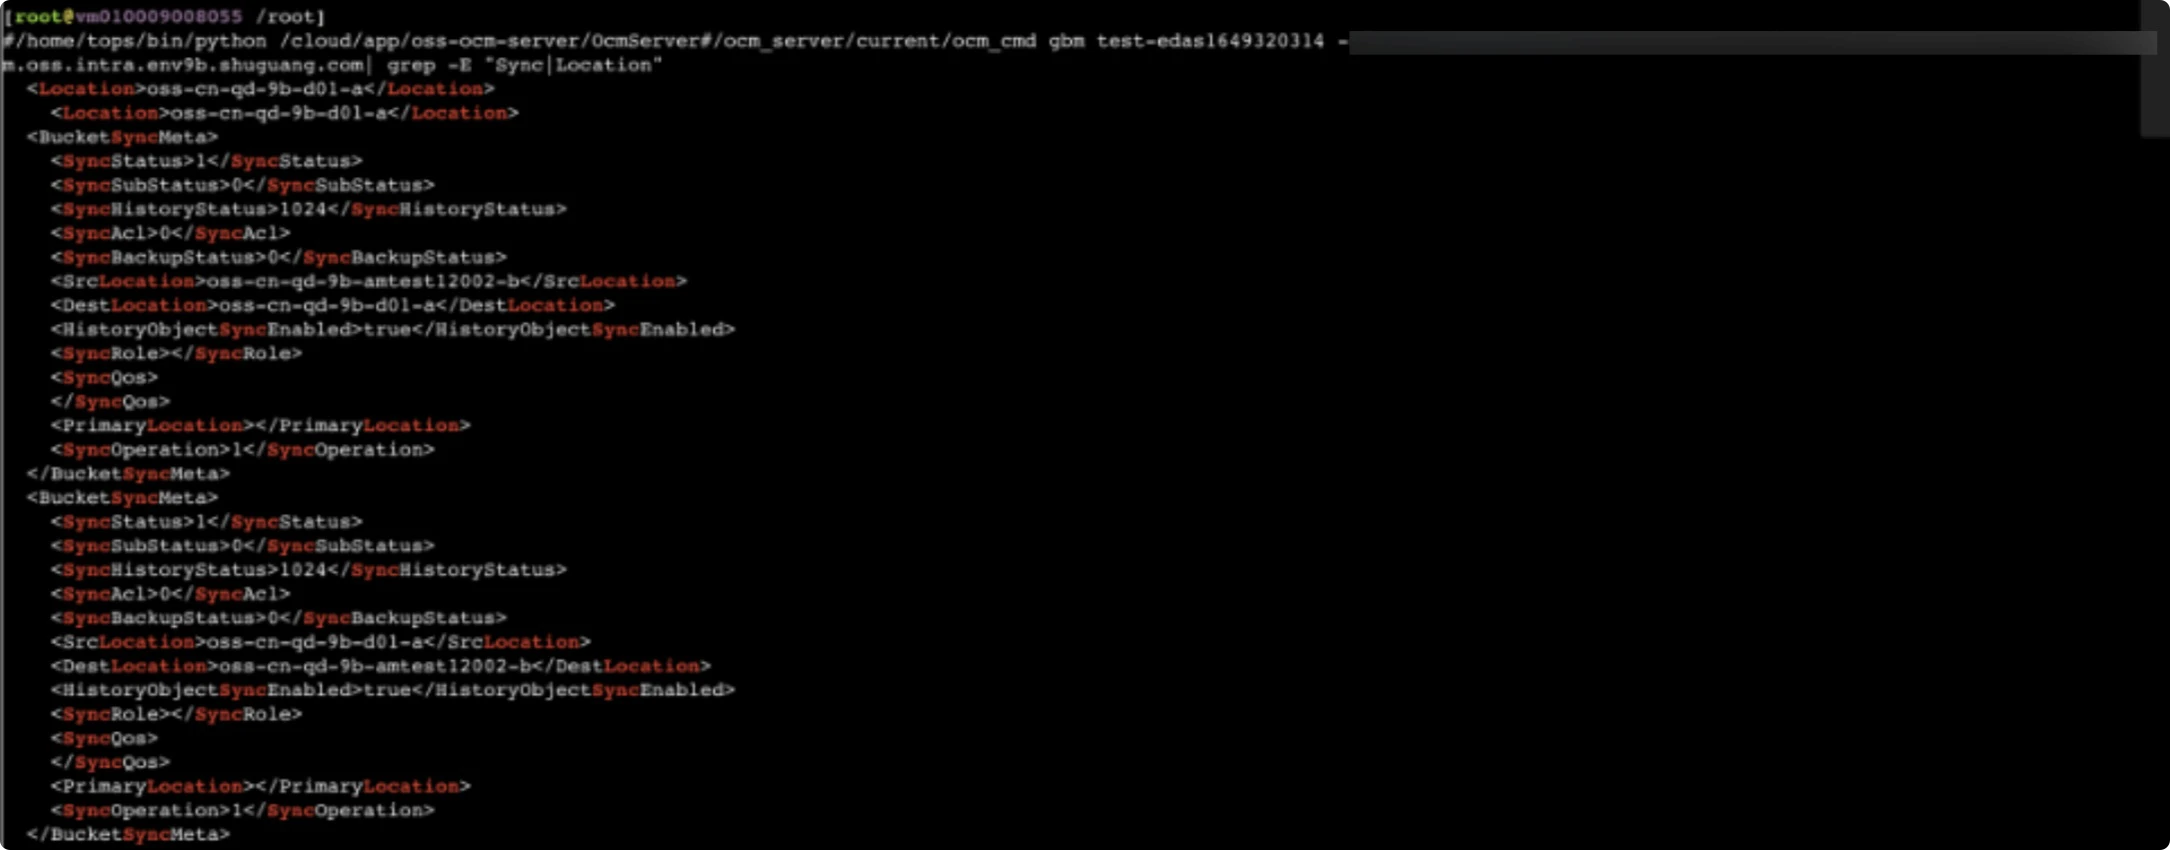 [root@vm010009008055 /root]
#/home/tops/bin/python /cloud/app/oss-ocm-server/OcmServer#/ocm_server/current/ocm_cmd gbm test-edas1649320314 -
m.oss.intra.env9b.shuguang.com| grep -E "Sync|Location"
<Location>oss-cn-qd-9b-d01-a</Location>
<Location>oss-cn-qd-9b-d01-a</Location>
<BucketSyncMeta>
<SyncStatus>1</SyncStatus>
<SyncSubStatus>0</SyncSubStatus>
<SyncHistoryStatus>1024</SyncHistoryStatus>
<SyncAcl>0</SyncAcl>
<SyncBackupStatus>0</SyncBackupStatus>
<SrcLocation>oss-cn-qd-9b-amtest12002-b</SrcLocation>
<DestLocation>oss-cn-qd-9b-d01-a</DestLocation>
<HistoryObjectSyncEnabled>true</HistoryObjectSyncEnabled>
<SyncRole></SyncRole>
<SyncQos>
</SyncQos>
<PrimaryLocation></PrimaryLocation>
<SyncOperation>1</SyncOperation>
</BucketSyncMeta>
<BucketSyncMeta>
<SyncStatus>1</SyncStatus>
<SyncSubStatus>0</SyncSubStatus>
<SyncHistoryStatus>1024</SyncHistoryStatus>
<SyncAcl>0</SyncAcl>
<SyncBackupStatus>0</SyncBackupStatus>
<SrcLocation>oss-cn-qd-9b-d01-a</SrcLocation>
<DestLocation>oss-cn-qd-9b-amtest12002-b</DestLocation>
<HistoryObjectSyncEnabled>true</HistoryObjectSyncEnabled>
<SyncRole></SyncRole>
<SyncQos>
</SyncQos>
<PrimaryLocation></PrimaryLocation>
<SyncOperation>1</SyncOperation>
</BucketSyncMeta>